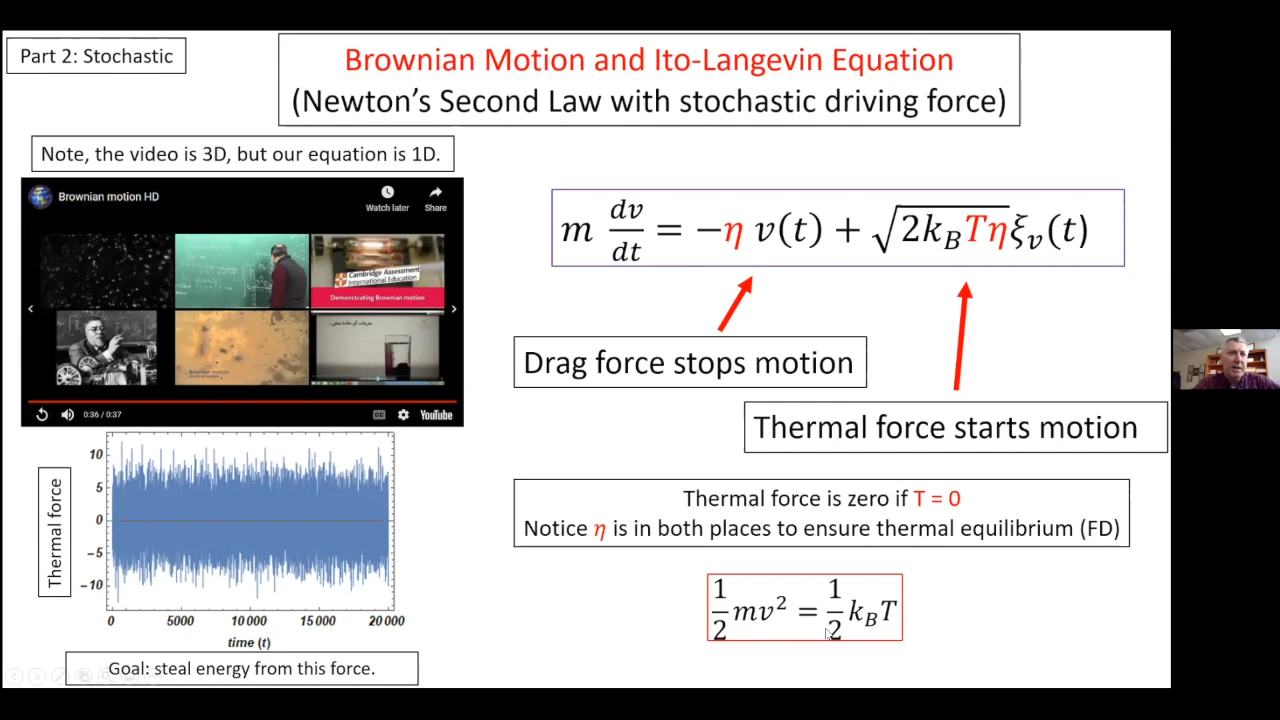 Part 2: Stochastic
Brownian Motion and Ito-Langevin Equation
(Newton's Second Law with stochastic driving force)
Note, the video is 3D, but our equation is 1D.
Brownian motion HD
Watch later
Share
Cambridge Assessment
International Education
Demonstrating Brownian motion
Brownian motion
0:36 / 0:37
CC
YouTube
m dv/dt = −η v(t) + √(2k_BTη) ξ_v(t)
Drag force stops motion
Thermal force starts motion
Thermal force is zero if T = 0
Notice η is in both places to ensure thermal equilibrium (FD)
1/2 mv² = 1/2 k_BT
Thermal force
10
5
0
−5
−10
0 5000 10 000 15 000 20 000
time (t)
Goal: steal energy from this force.